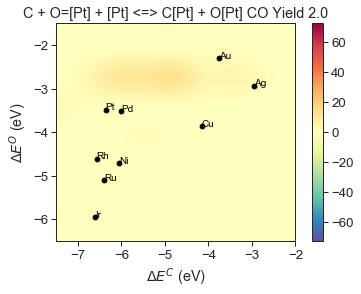 C + O=[Pt] + [Pt] <=> C[Pt] + O[Pt] CO Yield 2.0
−2
−3
−4
−5
−6
ΔE^O (eV)
Au
Ag
Pt
Pd
Cu
Rh
Ni
Ru
Ir
−7
−6
−5
−4
−3
−2
ΔE^C (eV)
60
40
20
0
−20
−40
−60